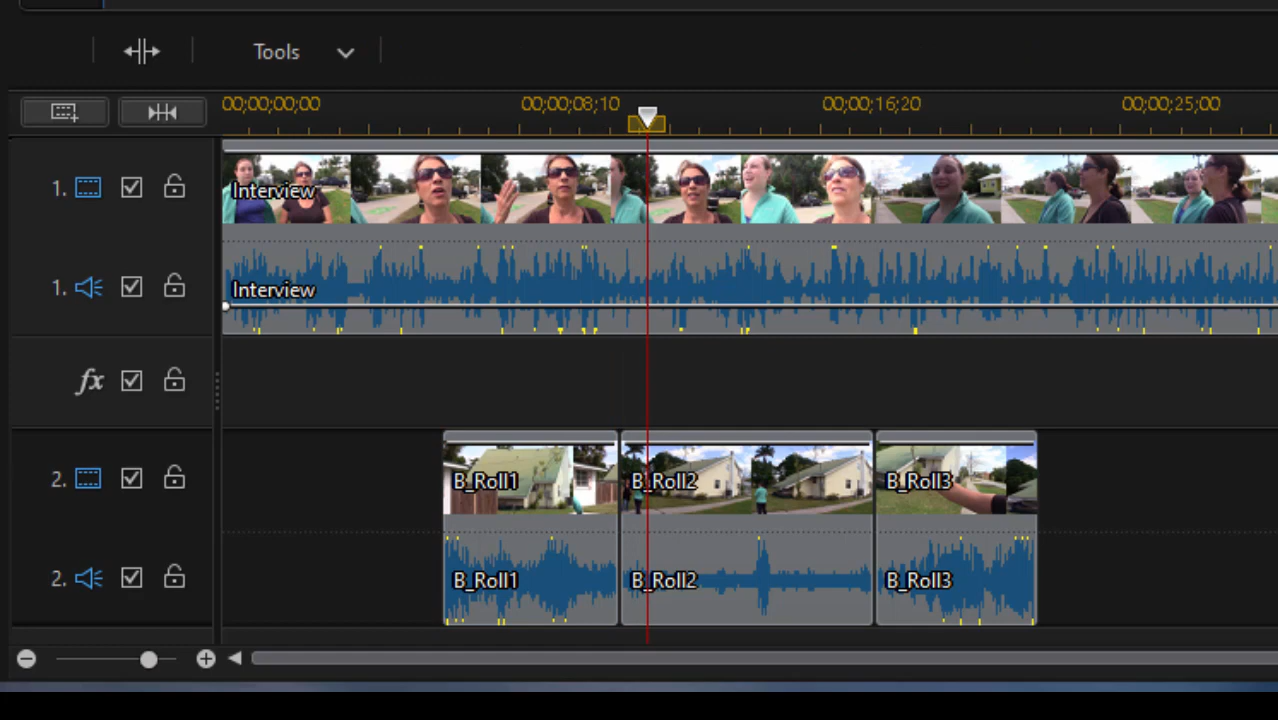 Tools
00;00;00;00 00;00;08;10 00;00;16;20 00;00;25;00
1. Interview
1. Interview
fx
2. B_Roll1 B_Roll2 B_Roll3
2. B_Roll1 B_Roll2 B_Roll3